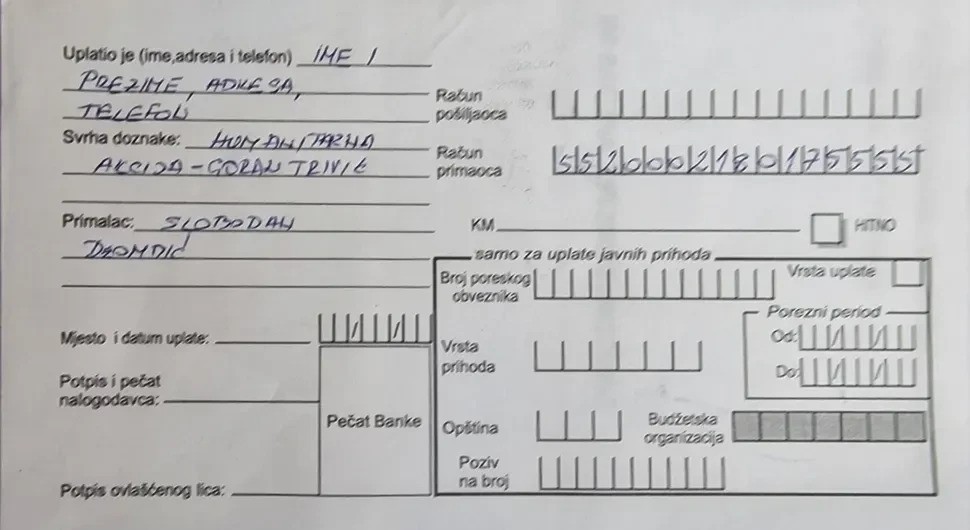 Uplatio je (ime,adresa i telefon) IME I
PREZIME, ADRESA,
TELEFON
Svrha doznake: HUMANITARNA
AKCIJA - GORAN TRIVIĆ
Primalac: SLOBODAN
Račun
pošiljaoca
Račun
primaoca 5520002180175555
KM HITNO
samo za uplate javnih prihoda
Broj poreskog
obveznika
Vrsta uplate
Porezni period
Od:
Do:
Vrsta
prihoda
Opština
Budžetska
organizacija
Poziv
na broj
Mjesto i datum uplate:
Potpis i pečat
nalogodavca:
Pečat Banke
Potpis ovlašćenog lica: